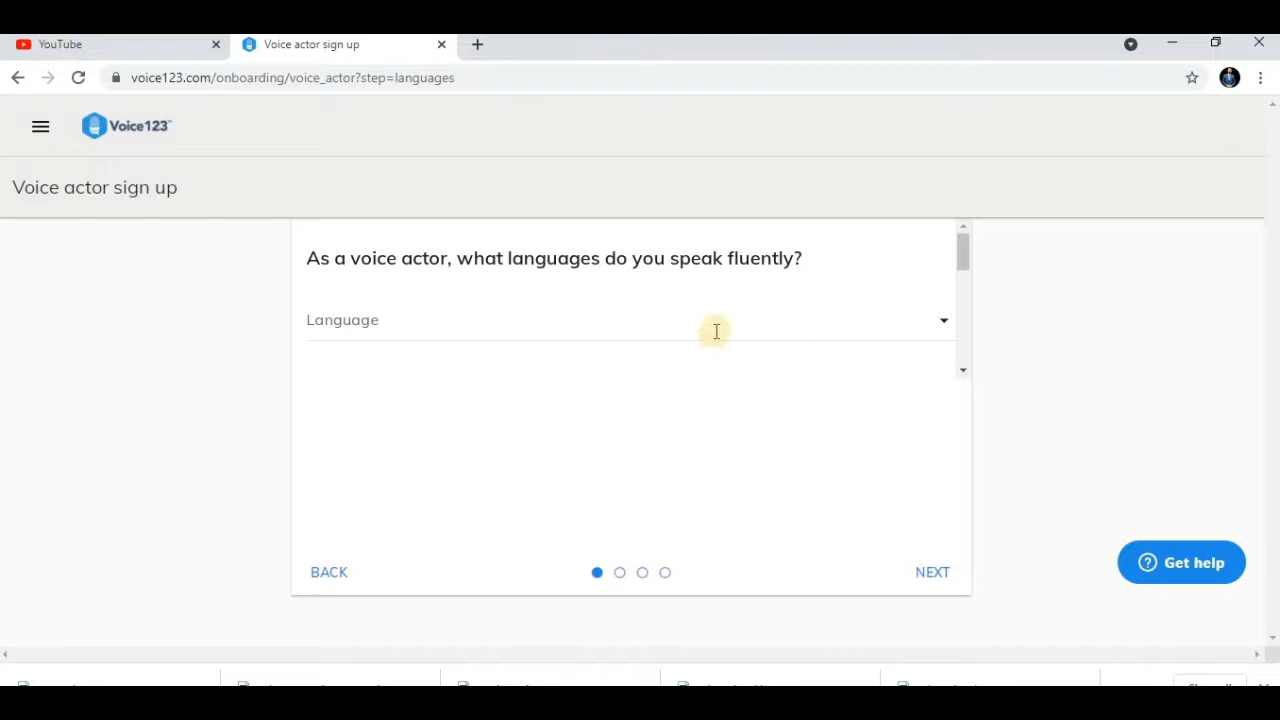 YouTube
Voice actor sign up
voice123.com/onboarding/voice_actor?step=languages
Voice123™
Voice actor sign up
As a voice actor, what languages do you speak fluently?
Language
BACK
NEXT
Get help